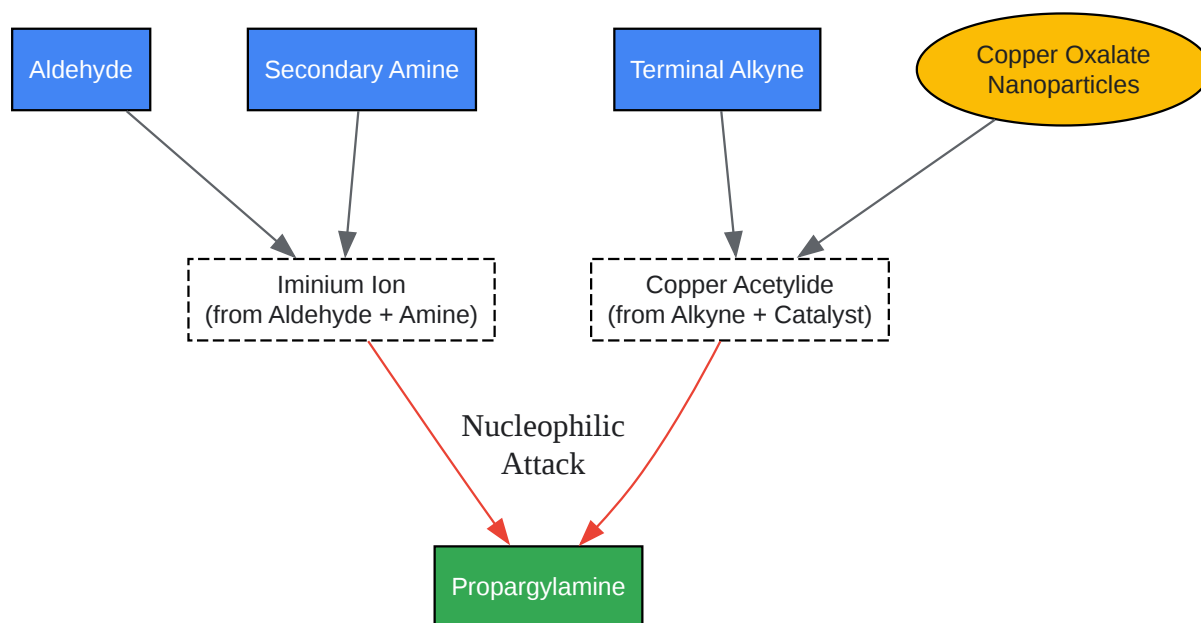 Aldehyde
Secondary Amine
Terminal Alkyne
Copper Oxalate
Nanoparticles
Iminium Ion
(from Aldehyde + Amine)
Copper Acetylide
(from Alkyne + Catalyst)
Nucleophilic
Attack
Propargylamine